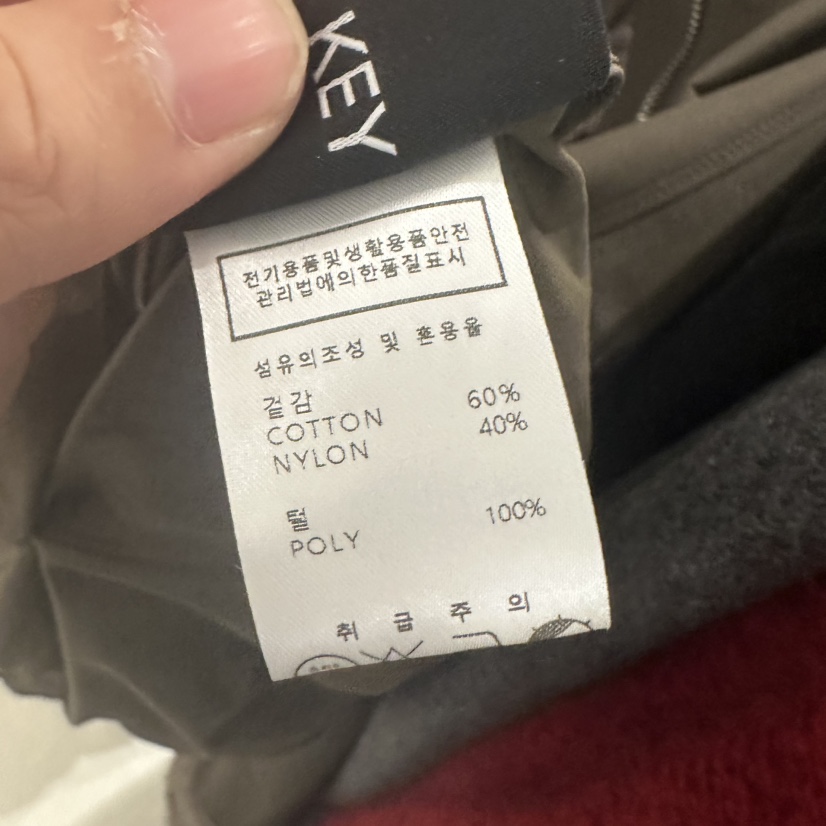 KEY
전기용품및생활용품안전
관리법에의한품질표시
섬유의조성 및 혼용율
겉감
COTTON 60%
NYLON 40%
털
POLY 100%
취 급 주 의